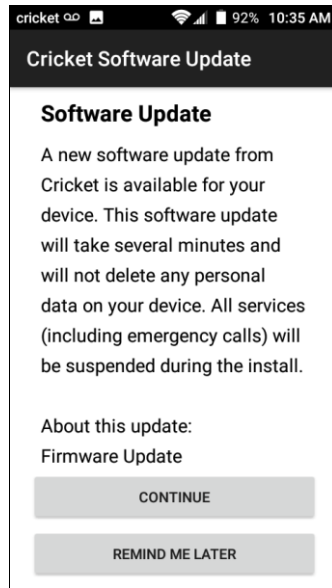 cricket 92% 10:35 AM
Cricket Software Update
Software Update
A new software update from
Cricket is available for your
device. This software update
will take several minutes and
will not delete any personal
data on your device. All services
(including emergency calls) will
be suspended during the install.
About this update:
Firmware Update
CONTINUE
REMIND ME LATER